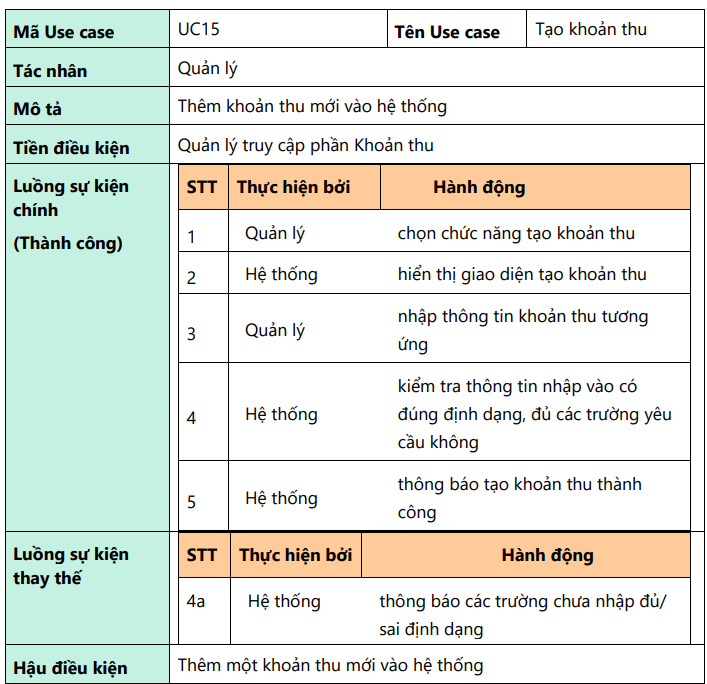 Mã Use case UC15 Tên Use case Tạo khoản thu
Tác nhân Quản lý
Mô tả Thêm khoản thu mới vào hệ thống
Tiền điều kiện Quản lý truy cập phần Khoản thu
Luồng sự kiện
chính
(Thành công)
STT Thực hiện bởi Hành động
1 Quản lý chọn chức năng tạo khoản thu
2 Hệ thống hiển thị giao diện tạo khoản thu
3 Quản lý nhập thông tin khoản thu tương
ứng
4 Hệ thống kiểm tra thông tin nhập vào có
đúng định dạng, đủ các trường yêu
cầu không
5 Hệ thống thông báo tạo khoản thu thành
công
Luồng sự kiện
thay thế
STT Thực hiện bởi Hành động
4a Hệ thống thông báo các trường chưa nhập đủ/
sai định dạng
Hậu điều kiện Thêm một khoản thu mới vào hệ thống